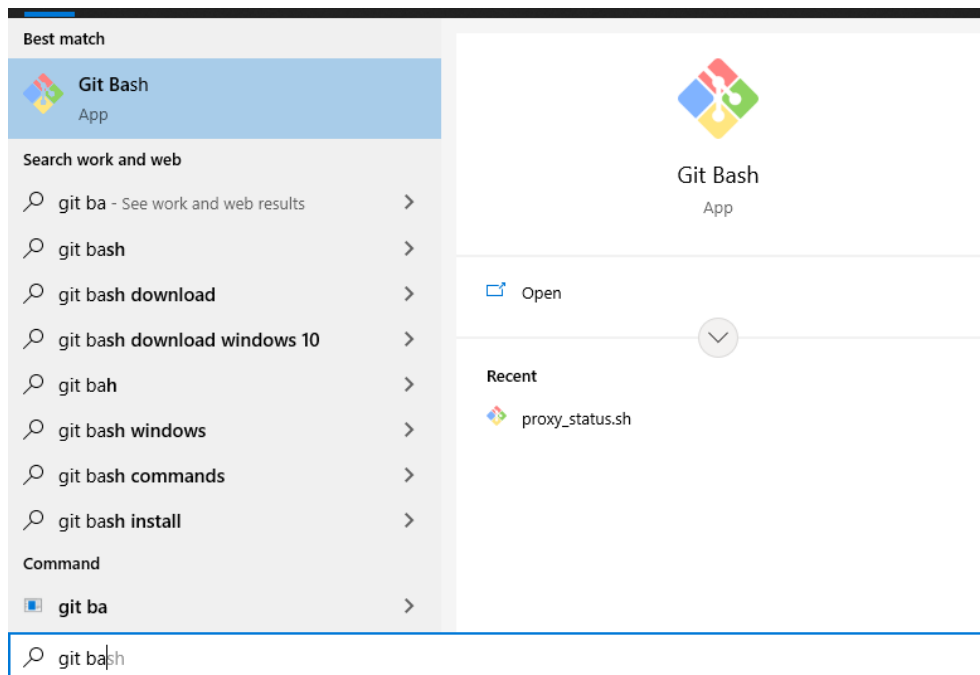 Best match
Git Bash
App
Search work and web
git ba - See work and web results
git bash
git bash download
git bash download windows 10
git bah
git bash windows
git bash commands
git bash install
Command
git ba
git bash
Git Bash
App
Open
Recent
proxy_status.sh